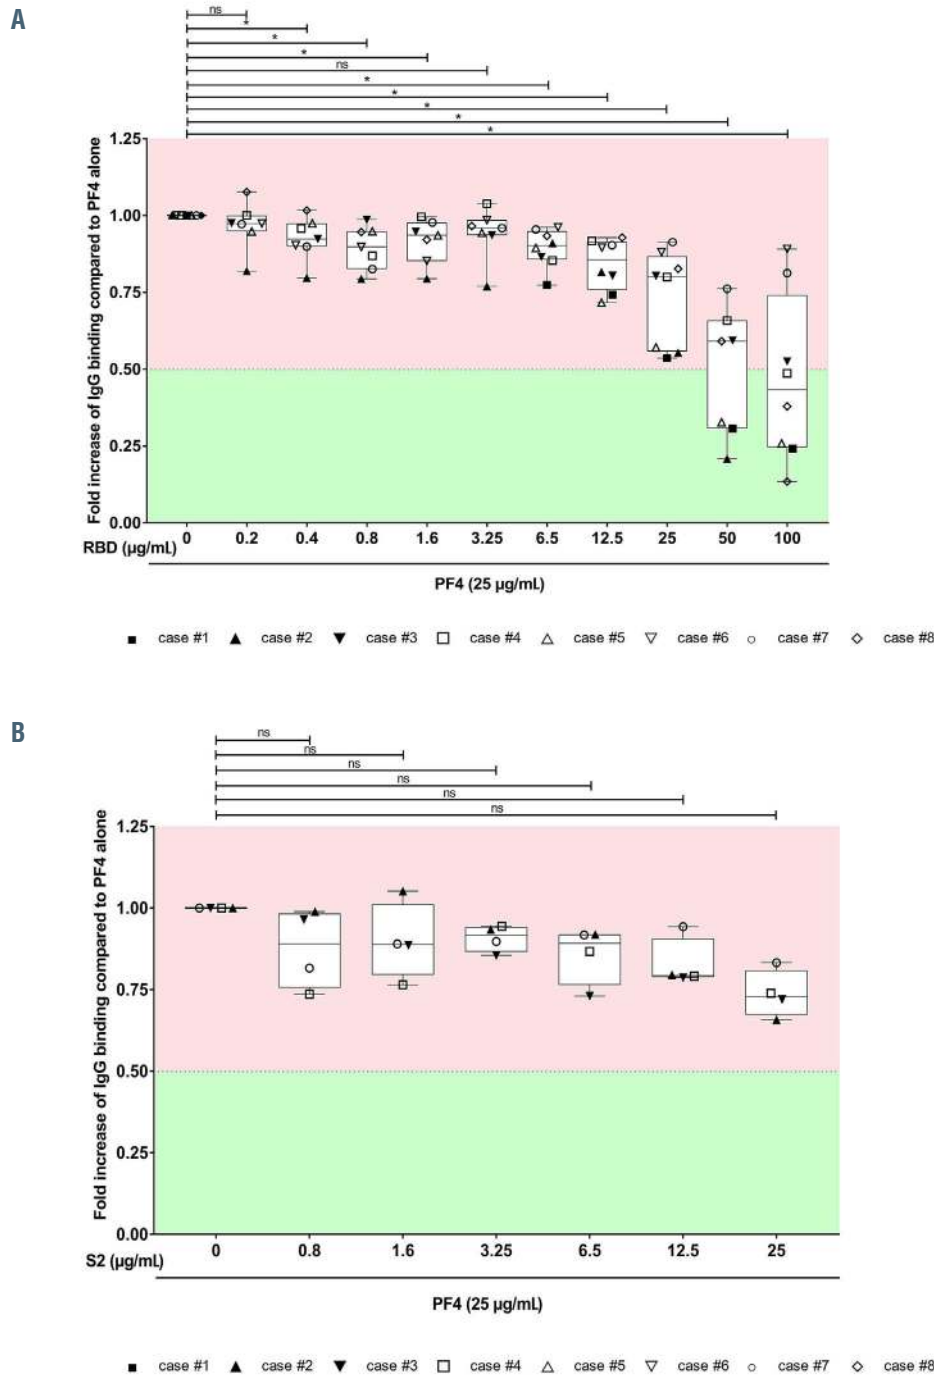 A
ns
*
*
*
ns
*
*
*
*
*
Fold increase of IgG binding compared to PF4 alone
1.25
1.00
0.75
0.50
0.25
0.00
RBD (µg/mL) 0 0.2 0.4 0.8 1.6 3.25 6.5 12.5 25 50 100
PF4 (25 µg/mL)
case #1 case #2 case #3 case #4 case #5 case #6 case #7 case #8
B
ns
ns
ns
ns
ns
ns
Fold increase of IgG binding compared to PF4 alone
1.25
1.00
0.75
0.50
0.25
0.00
S2 (µg/mL) 0 0.8 1.6 3.25 6.5 12.5 25
PF4 (25 µg/mL)
case #1 case #2 case #3 case #4 case #5 case #6 case #7 case #8